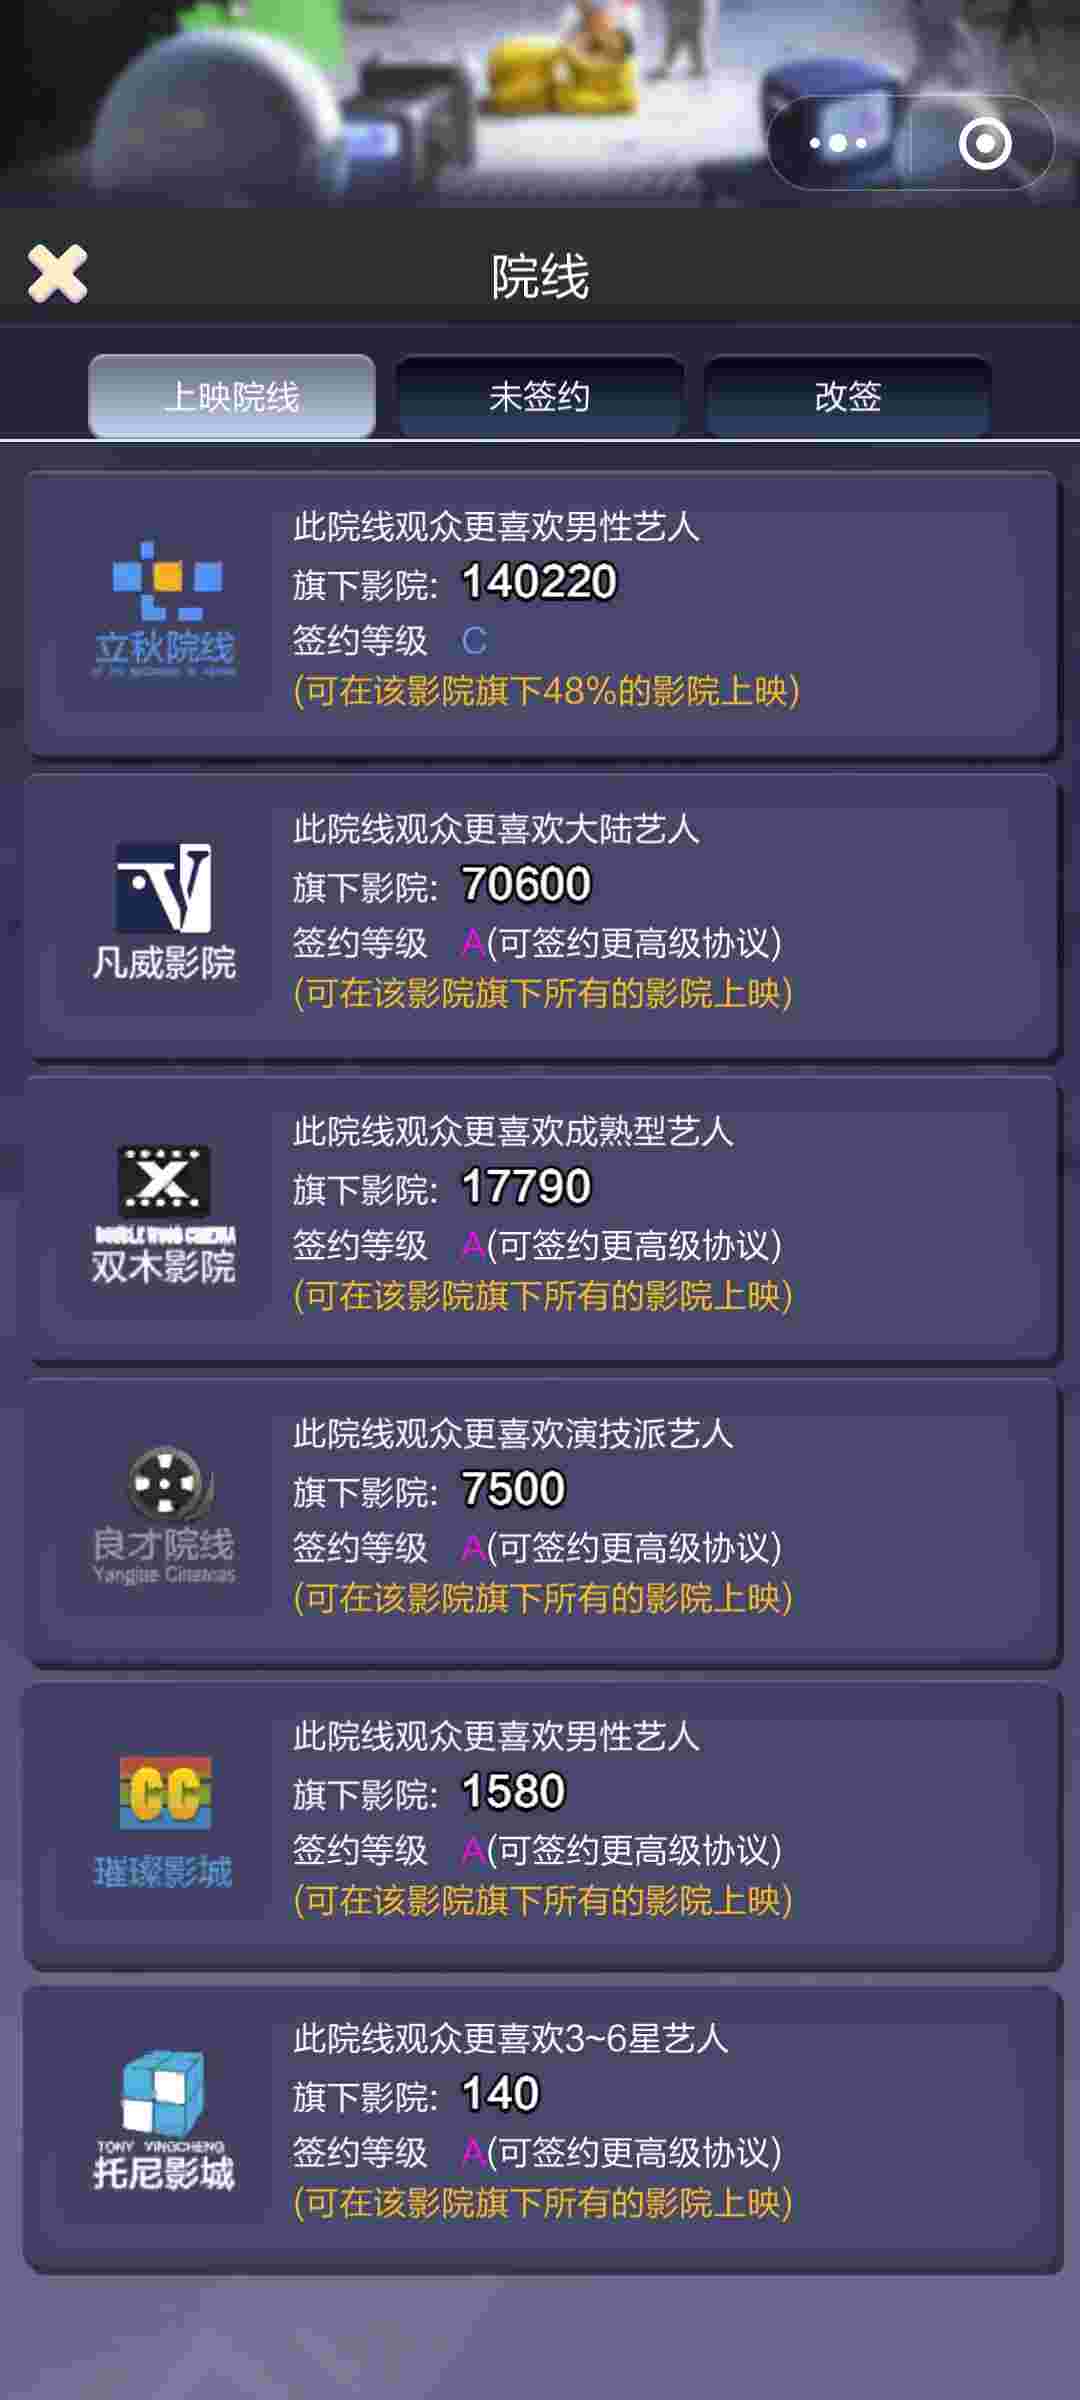 院线
上映院线
未签约
改签
此院线观众更喜欢男性艺人
旗下影院: 140220
签约等级 C
(可在该影院旗下48%的影院上映)
立秋院线
此院线观众更喜欢大陆艺人
旗下影院: 70600
签约等级 A(可签约更高级协议)
(可在该影院旗下所有的影院上映)
凡威影院
此院线观众更喜欢成熟型艺人
旗下影院: 17790
签约等级 A(可签约更高级协议)
(可在该影院旗下所有的影院上映)
DOUBLE WOOD CINEMA
双木影院
此院线观众更喜欢演技派艺人
旗下影院: 7500
签约等级 A(可签约更高级协议)
(可在该影院旗下所有的影院上映)
良才院线
Cinemas
此院线观众更喜欢男性艺人
旗下影院: 1580
签约等级 A(可签约更高级协议)
(可在该影院旗下所有的影院上映)
CC
璀璨影城
此院线观众更喜欢3~6星艺人
旗下影院: 140
签约等级 A(可签约更高级协议)
(可在该影院旗下所有的影院上映)
TONY YINGCHENG
托尼影城